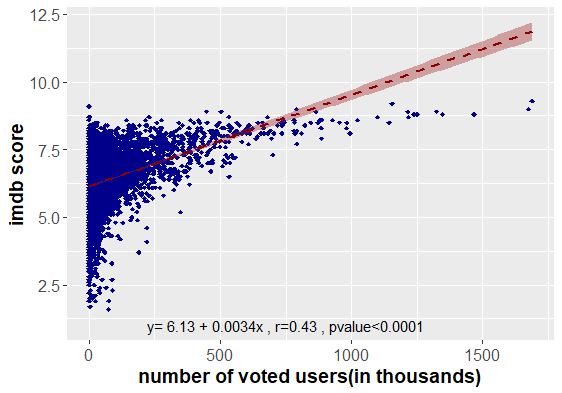 12.5
10.0
7.5
5.0
2.5
imdb score
y= 6.13 + 0.0034x , r=0.43 , pvalue<0.0001
0 500 1000 1500
number of voted users(in thousands)